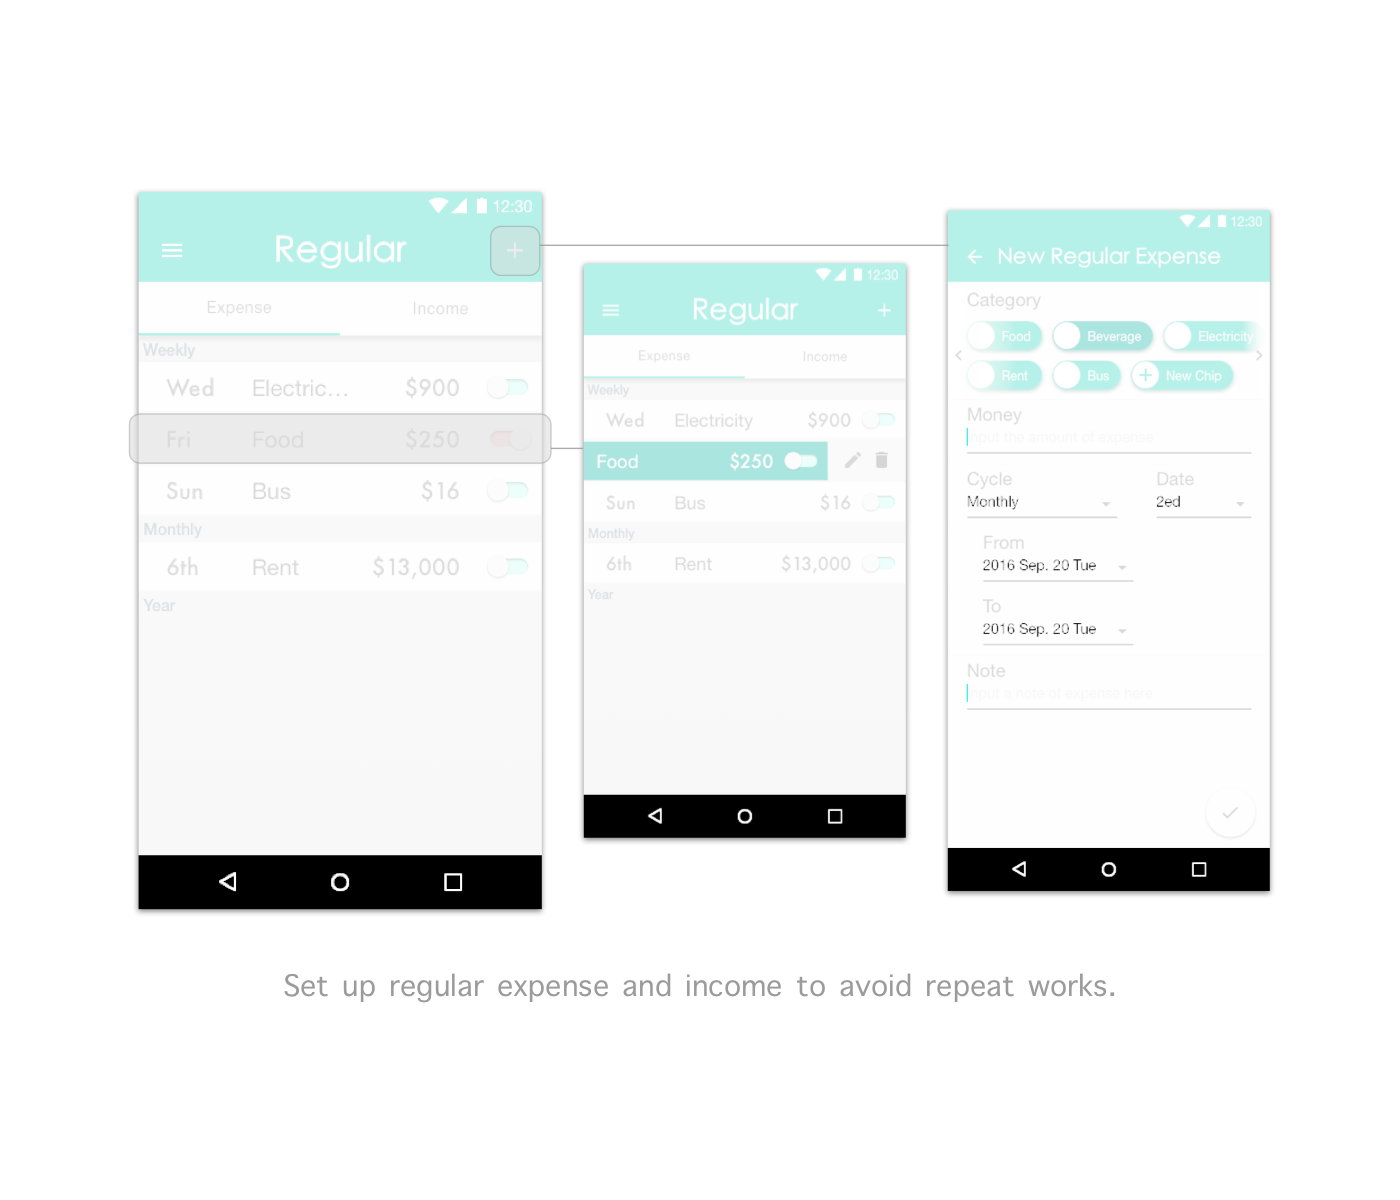 12:30
Regular
+
Expense Income
Weekly
Wed Electric... $900
Fri Food $250
Sun Bus $16
Monthly
6th Rent $13,000
Year
12:30
Regular
+
Expense Income
Weekly
Wed Electricity $900
Food $250
Sun Bus $16
Monthly
6th Rent $13,000
Year
12:30
New Regular Expense
Category
Food Beverage Electricity
Rent Bus + New Chip
Money
Input the amount of expense
Cycle Date
Monthly 2ed
From
2016 Sep. 20 Tue
To
2016 Sep. 20 Tue
Note
Input a note of expense here
Set up regular expense and income to avoid repeat works.